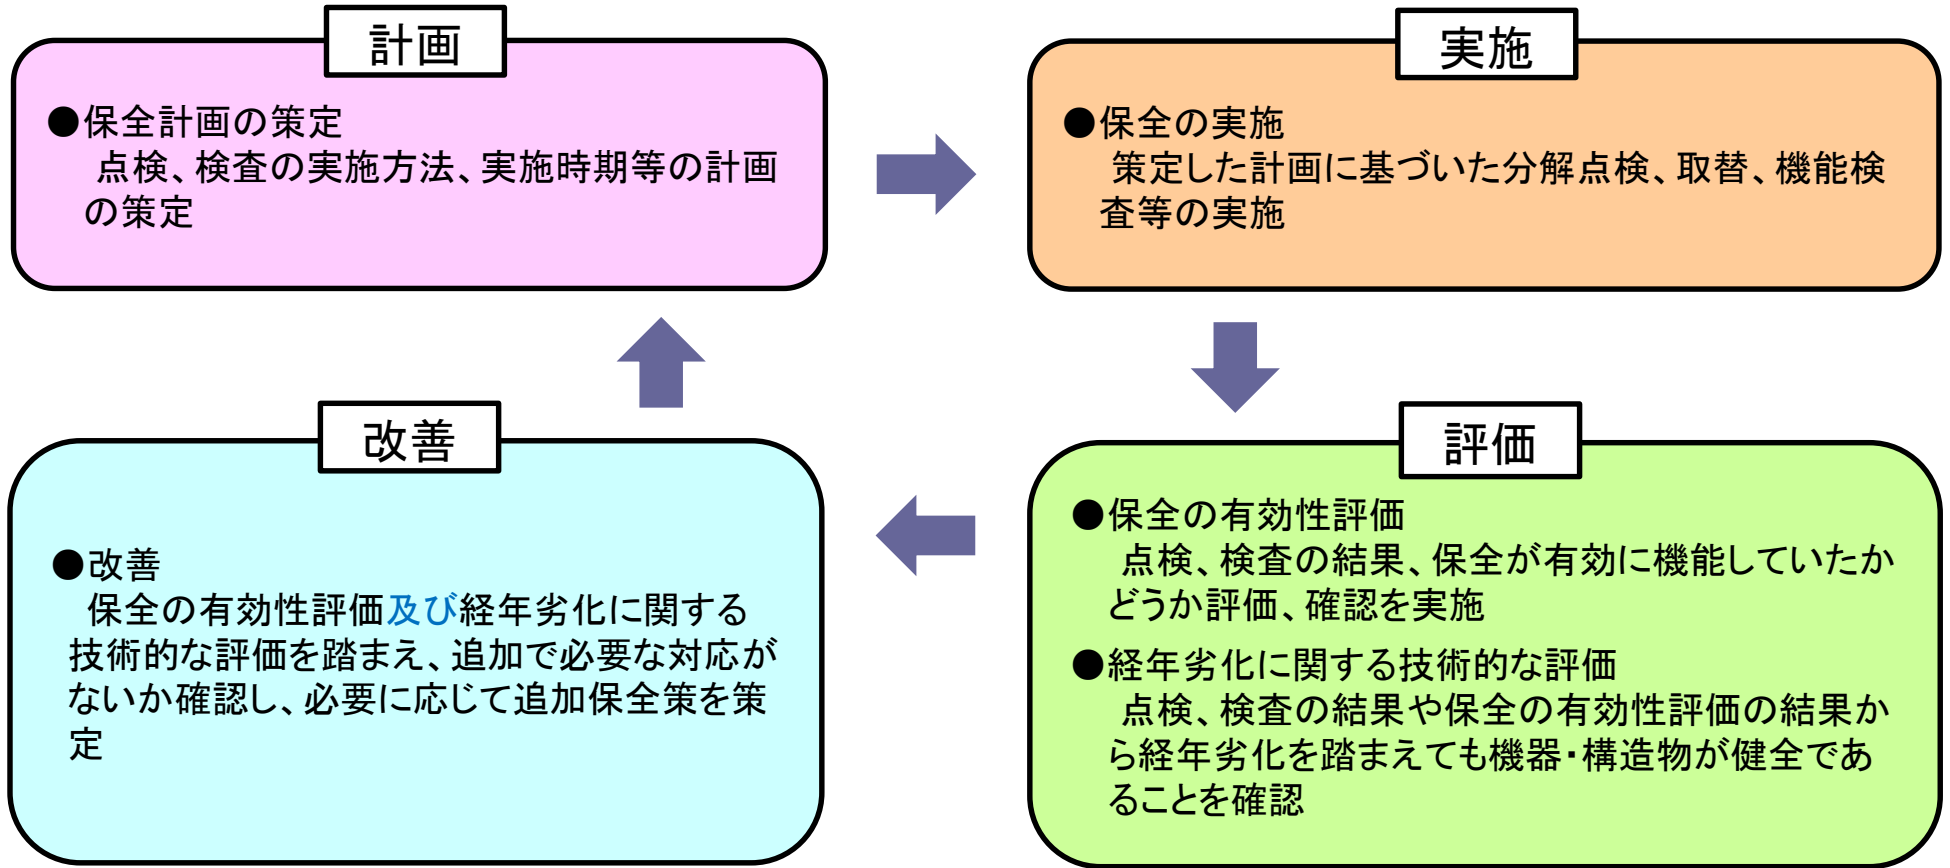 計画
●保全計画の策定
点検、検査の実施方法、実施時期等の計画
の策定
実施
●保全の実施
策定した計画に基づいた分解点検、取替、機能検
査等の実施
改善
●改善
保全の有効性評価及び経年劣化に関する
技術的な評価を踏まえ、追加で必要な対応が
ないか確認し、必要に応じて追加保全策を策
定
評価
●保全の有効性評価
点検、検査の結果、保全が有効に機能していたか
どうか評価、確認を実施
●経年劣化に関する技術的な評価
点検、検査の結果や保全の有効性評価の結果か
ら経年劣化を踏まえても機器・構造物が健全であ
ることを確認